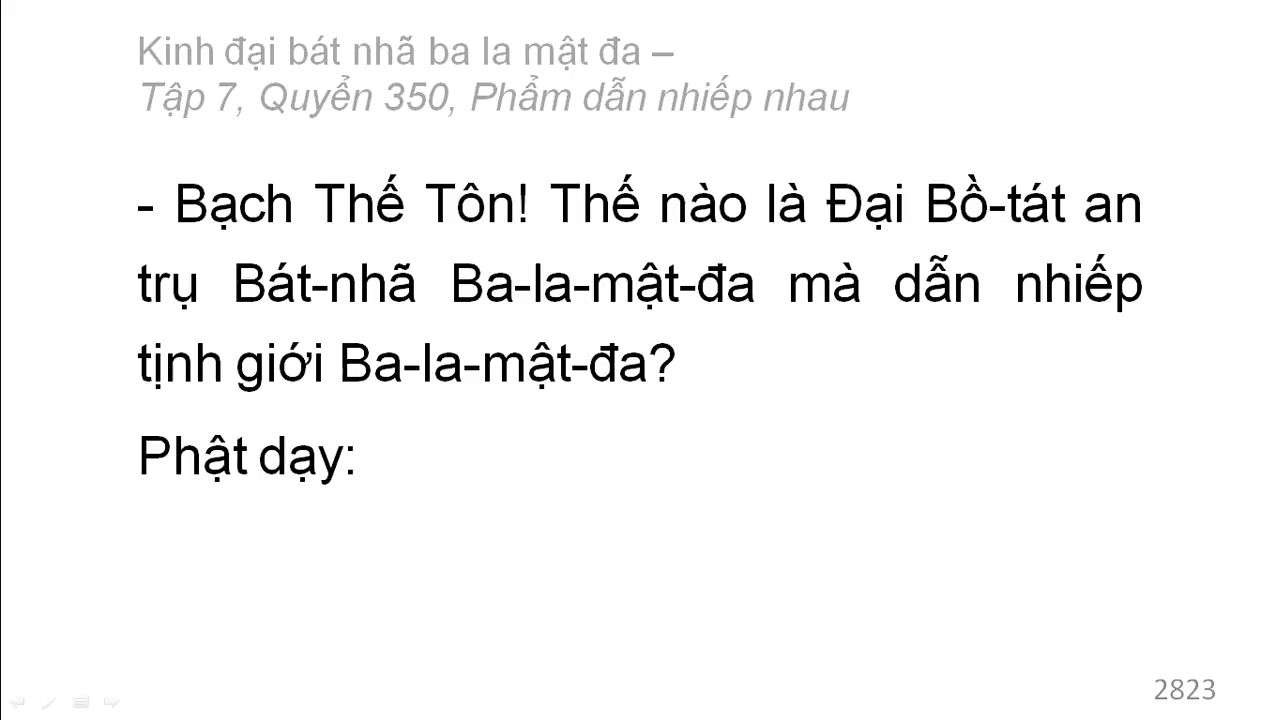 Kinh đại bát nhã ba la mật đa –
Tập 7, Quyển 350, Phẩm dẫn nhiếp nhau
- Bạch Thế Tôn! Thế nào là Đại Bồ-tát an
trụ Bát-nhã Ba-la-mật-đa mà dẫn nhiếp
tịnh giới Ba-la-mật-đa?
Phật dạy:
2823